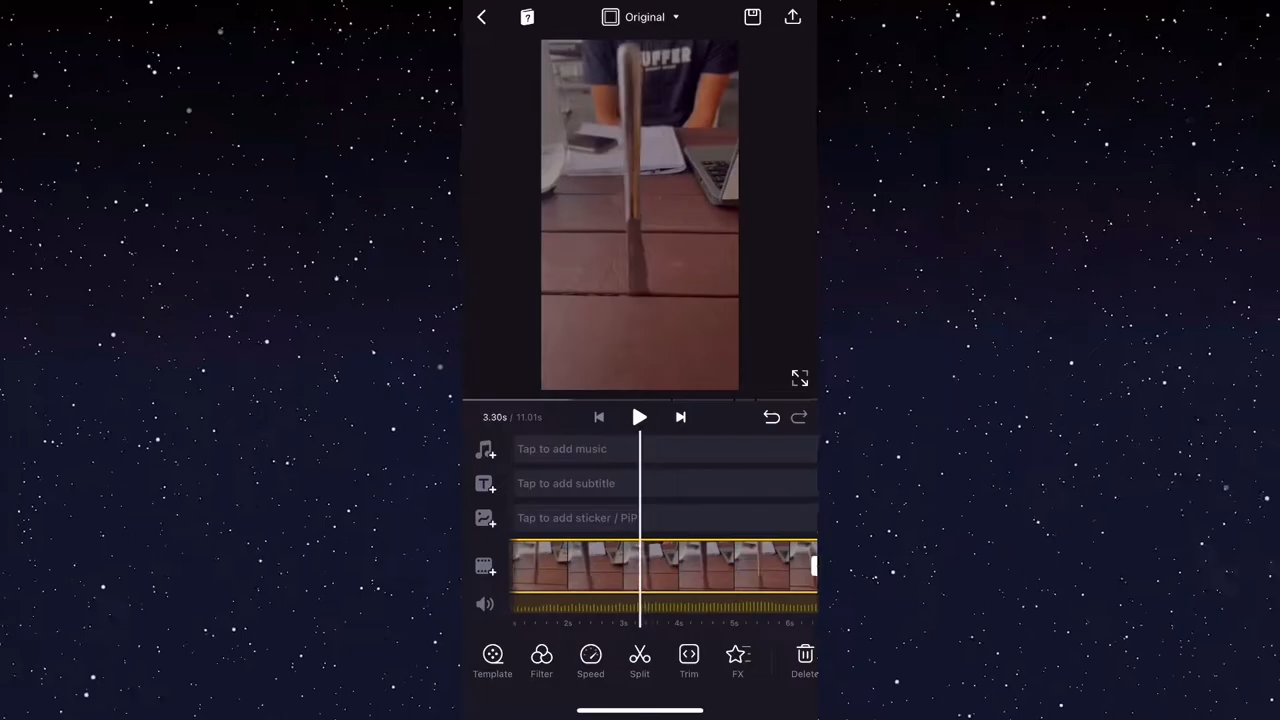 Original
UFFER
3.30s / 11.01s
Tap to add music
Tap to add subtitle
Tap to add sticker / PiP
2s 3s 4s 5s 6s
Template Filter Speed Split Trim FX Delete